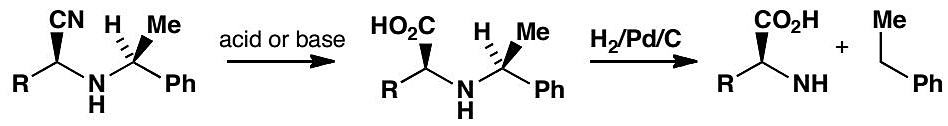 CN
H Me
R N Ph
H
acid or base
HO₂C
H Me
R N Ph
H
H₂/Pd/C
CO₂H
R NH
+
Me
Ph